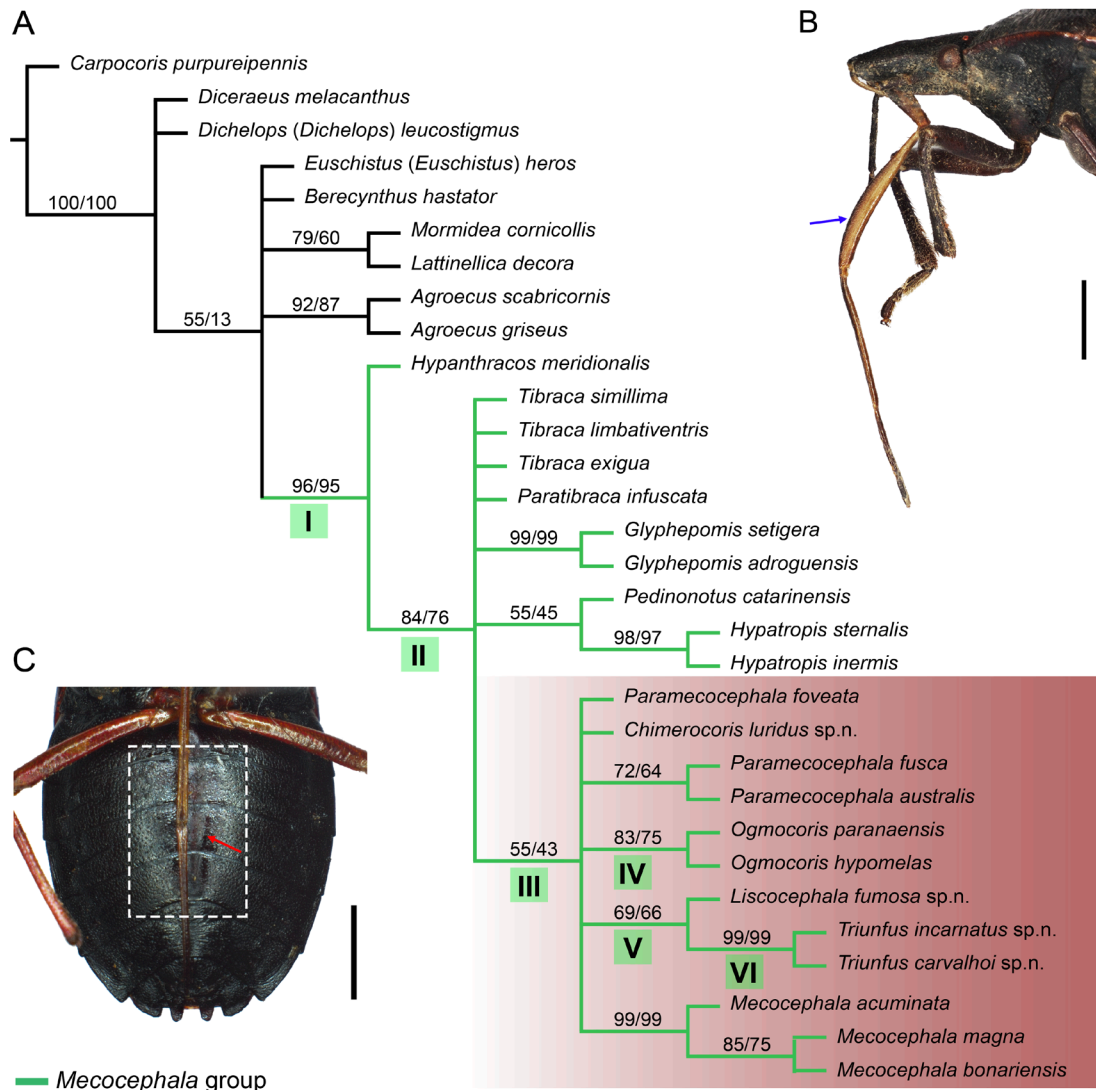 A
B
Carpocoris purpureipennis
Diceraeus melacanthus
Dichelops (Dichelops) leucostigmus
100/100
Euschistus (Euschistus) heros
Berecynthus hastator
79/60
Mormidea cornicollis
Lattinellica decora
55/13
92/87
Agroecus scabricornis
Agroecus griseus
Hypanthracos meridionalis
96/95
I
Tibraca simillima
Tibraca limbativentris
Tibraca exigua
Paratibraca infuscata
99/99
Glyphepomis setigera
Glyphepomis adroguensis
84/76
II
55/45
Pedinonotus catarinensis
98/97
Hypatropis sternalis
Hypatropis inermis
C
Paramecocephala foveata
Chimerocoris luridus sp.n.
72/64
Paramecocephala fusca
Paramecocephala australis
55/43
III
83/75
IV
Ogmocoris paranaensis
Ogmocoris hypomelas
69/66
V
Liscocephala fumosa sp.n.
99/99
VI
Triunfus incarnatus sp.n.
Triunfus carvalhoi sp.n.
99/99
Mecocephala acuminata
85/75
Mecocephala magna
Mecocephala bonariensis
Mecocephala group